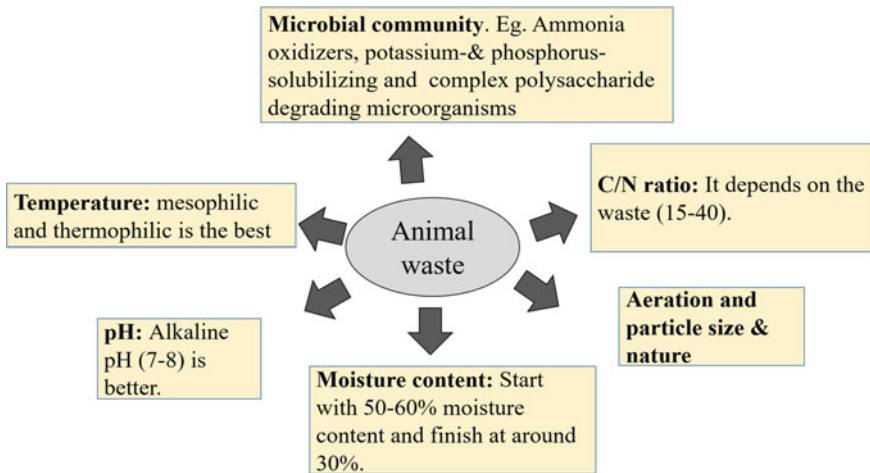 Microbial community. Eg. Ammonia
oxidizers, potassium-& phosphorus-
solubilizing and complex polysaccharide
degrading microorganisms
Temperature: mesophilic
and thermophilic is the best
C/N ratio: It depends on the
waste (15-40).
Animal
waste
pH: Alkaline
pH (7-8) is
better.
Moisture content: Start
with 50-60% moisture
content and finish at around
30%.
Aeration and
particle size &
nature